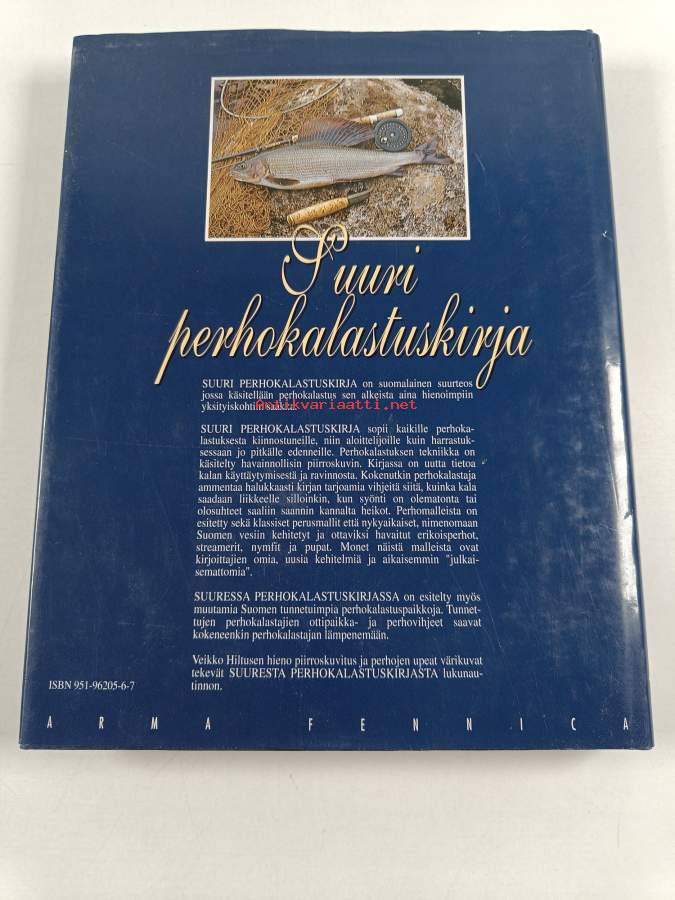 Suuri
perhokalastuskirja
SUURI PERHOKALASTUSKIRJA on suomalainen suurteos
jossa käsitellään perhokalastus sen alkeista aina hienoimpiin
yksityiskohtiin saakka.
Antiikvariaatti.net
SUURI PERHOKALASTUSKIRJA sopii kaikille perhoka-
lastuksesta kiinnostuneille, niin aloittelijoille kuin harrastuk-
sessaan jo pitkälle edenneille. Perhokalastuksen tekniikka on
käsitelty havainnollisin piirroskuvin. Kirjassa on uutta tietoa
kalan käyttäytymisestä ja ravinnosta. Kokenutkin perhokalastaja
ammentaa halukkaasti kirjan tarjoamia vihjeitä siitä, kuinka kala
saadaan liikkeelle silloinkin, kun syönti on olematonta tai
olosuhteet saaliin saannin kannalta heikot. Perhomalleista on
esitetty sekä klassiset perusmallit että nykyaikaiset, nimenomaan
Suomen vesiin kehitetyt ja ottaviksi havaitut erikoisperhot,
streamerit, nymfit ja pupat. Monet näistä malleista ovat
kirjoittajien omia, uusia kehitelmiä ja aikaisemmin "julkai-
semattomia".
SUURESSA PERHOKALASTUSKIRJASSA on esitelty myös
muutamia Suomen tunnetuimpia perhokalastuspaikkoja. Tunnet-
tujen perhokalastajien ottipaikka- ja perhovihjeet saavat
kokeneenkin perhokalastajan lämpenemään.
Veikko Hiltusen hieno piirroskuvitus ja perhojen upeat värikuvat
tekevät SUURESTA PERHOKALASTUSKIRJASTA lukunau-
tinnon.
ISBN 951-96205-6-7
ARMA FENNICA